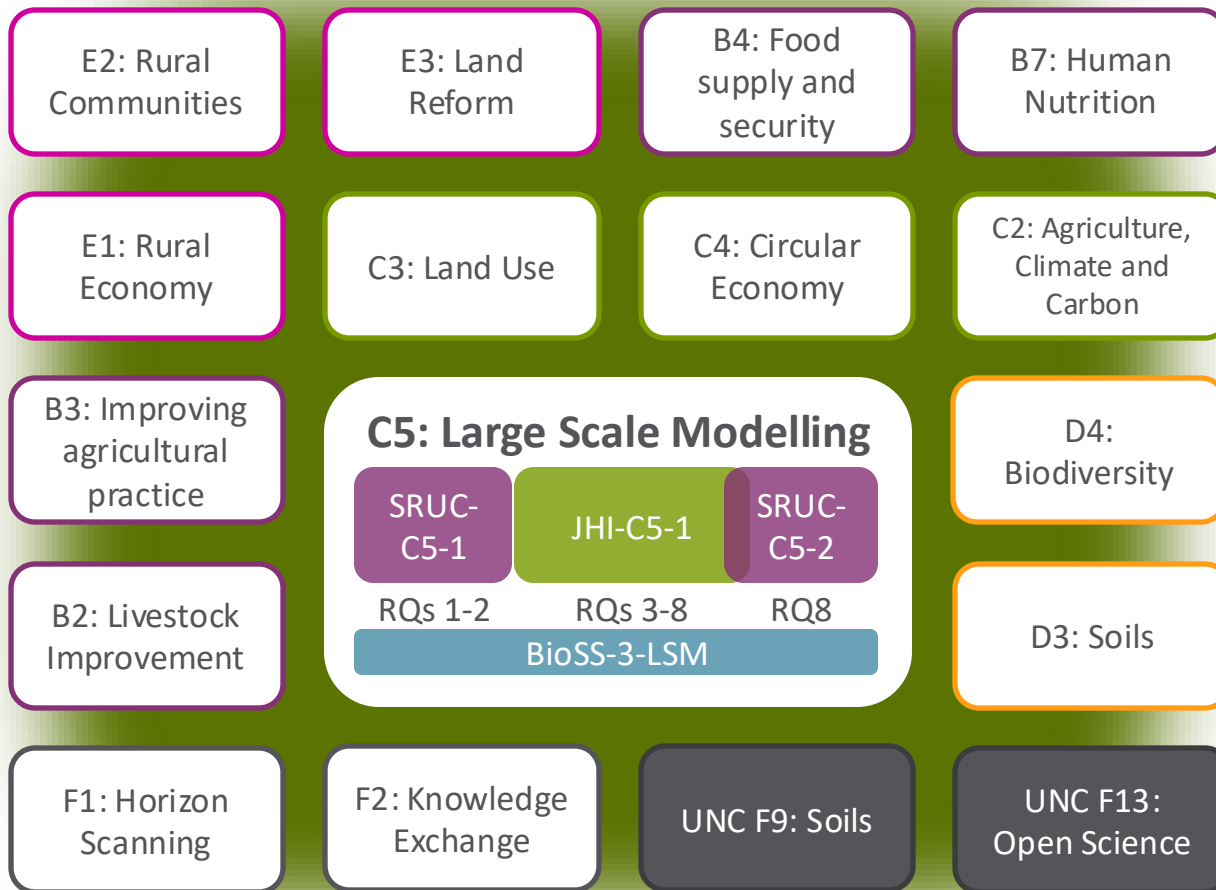 E2: Rural
Communities
E3: Land
Reform
B4: Food
supply and
security
B7: Human
Nutrition
E1: Rural
Economy
C3: Land Use
C4: Circular
Economy
C2: Agriculture,
Climate and
Carbon
B3: Improving
agricultural
practice
C5: Large Scale Modelling
SRUC-
C5-1
JHI-C5-1
SRUC-
C5-2
RQs 1-2
RQs 3-8
RQ8
BioSS-3-LSM
D4:
Biodiversity
B2: Livestock
Improvement
D3: Soils
F1: Horizon
Scanning
F2: Knowledge
Exchange
UNC F9: Soils
UNC F13:
Open Science